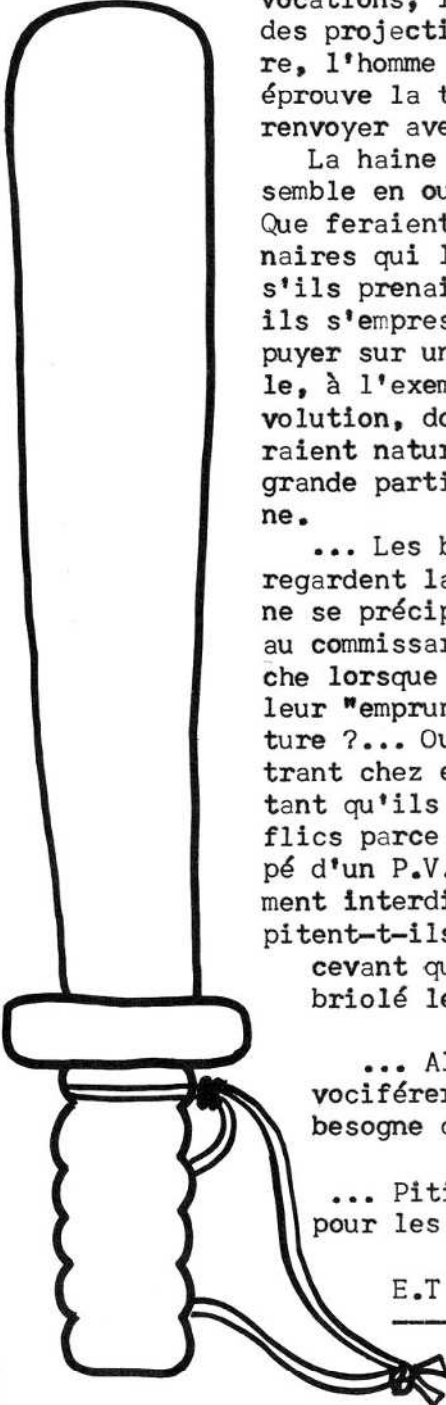 vocations,
des projecti
re, l'homme
éprouve la t
renvoyer ave
La haine
semble en ou
Que feraient
naires qui l
s'ils prenai
ils s'empres
puyer sur un
le, à l'exem
volution, do
raient natur
grande parti
ne.
... Les b
regardent la
ne se précip
au commissar
che lorsque
leur "emprun
ture ?... Ou
trant chez e
tant qu'ils
flics parce
pé d'un P.V.
ment interdi
pitent-t-ils
cevant qu
briolé le
... Al
vociférer
besogne d
... Piti
pour les
E.T